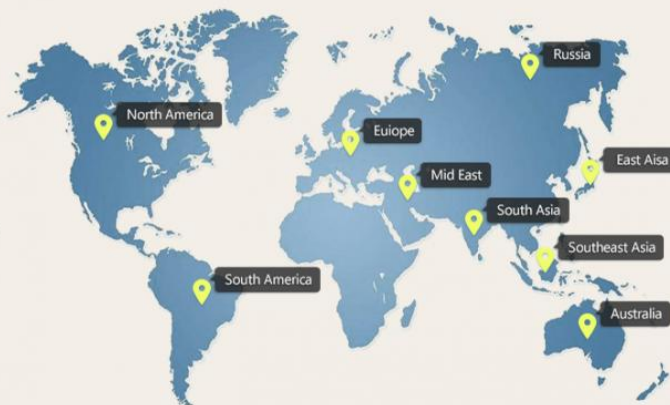 Russia
North America
Euiope
East Aisa
Mid East
South Asia
Southeast Asia
South America
Australia